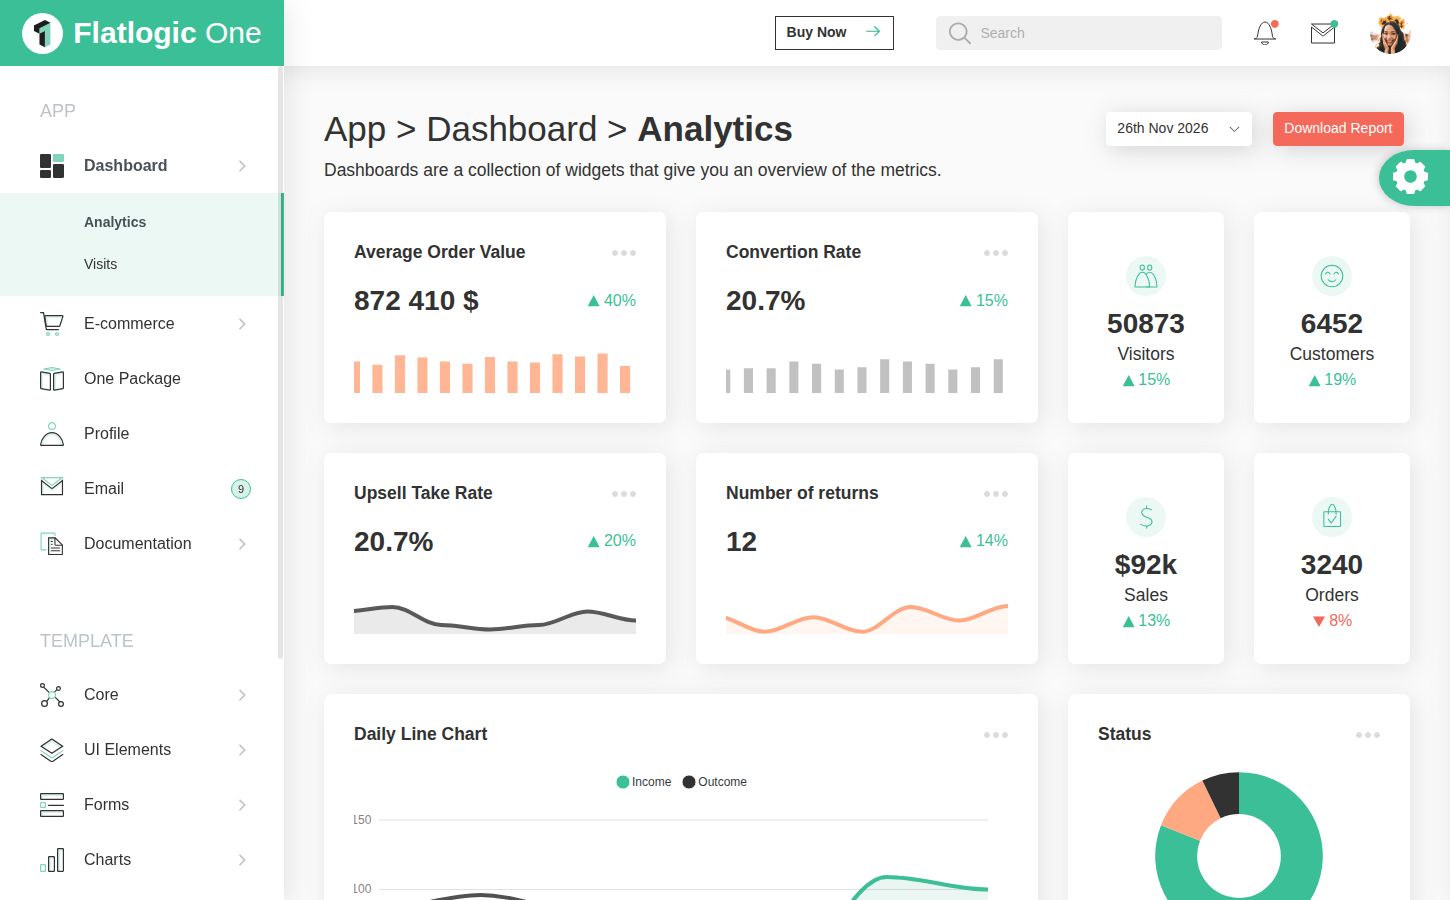 Flatlogic One
Buy Now
Search
APP
Dashboard
Analytics
Visits
E-commerce
One Package
Profile
Email 9
Documentation
TEMPLATE
Core
UI Elements
Forms
Charts
App > Dashboard > Analytics
26th Nov 2026
Download Report
Dashboards are a collection of widgets that give you an overview of the metrics.
Average Order Value
872 410 $
40%
Convertion Rate
20.7%
15%
50873
Visitors
15%
6452
Customers
19%
Upsell Take Rate
20.7%
20%
Number of returns
12
14%
$92k
Sales
13%
3240
Orders
8%
Daily Line Chart
Income Outcome
150
100
Status